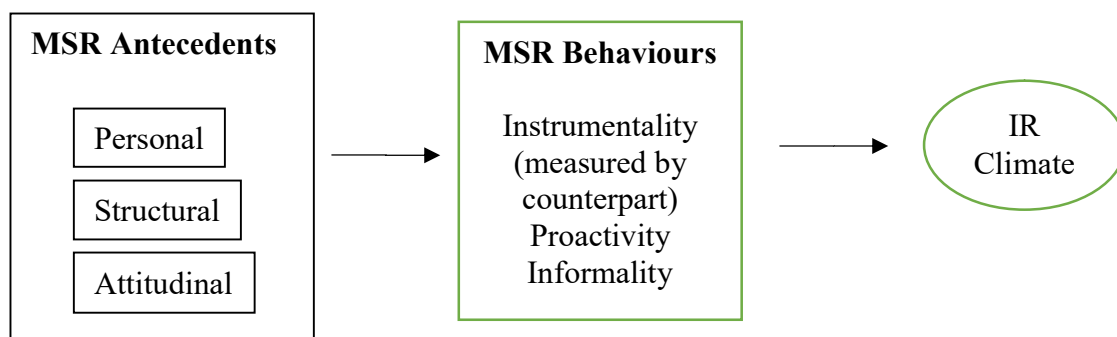 MSR Antecedents
Personal
Structural
Attitudinal
MSR Behaviours
Instrumentality
(measured by
counterpart)
Proactivity
Informality
IR
Climate